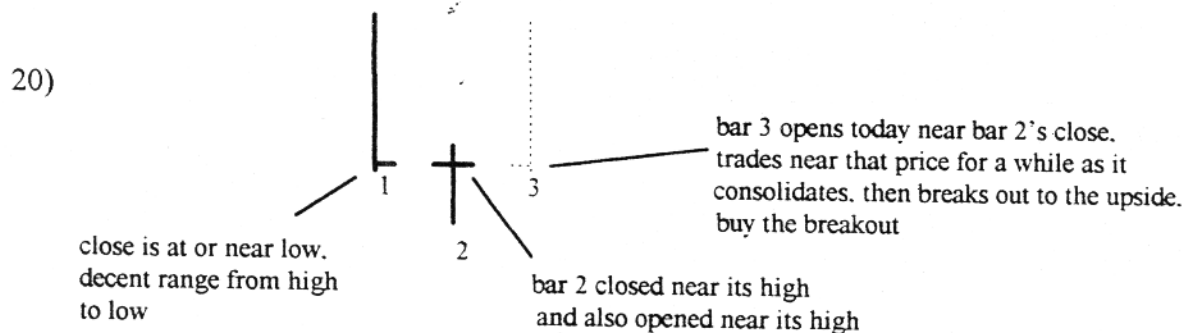 20)
1
3
2
bar 3 opens today near bar 2's close.
trades near that price for a while as it
consolidates. then breaks out to the upside.
buy the breakout
close is at or near low.
decent range from high
to low
bar 2 closed near its high
and also opened near its high